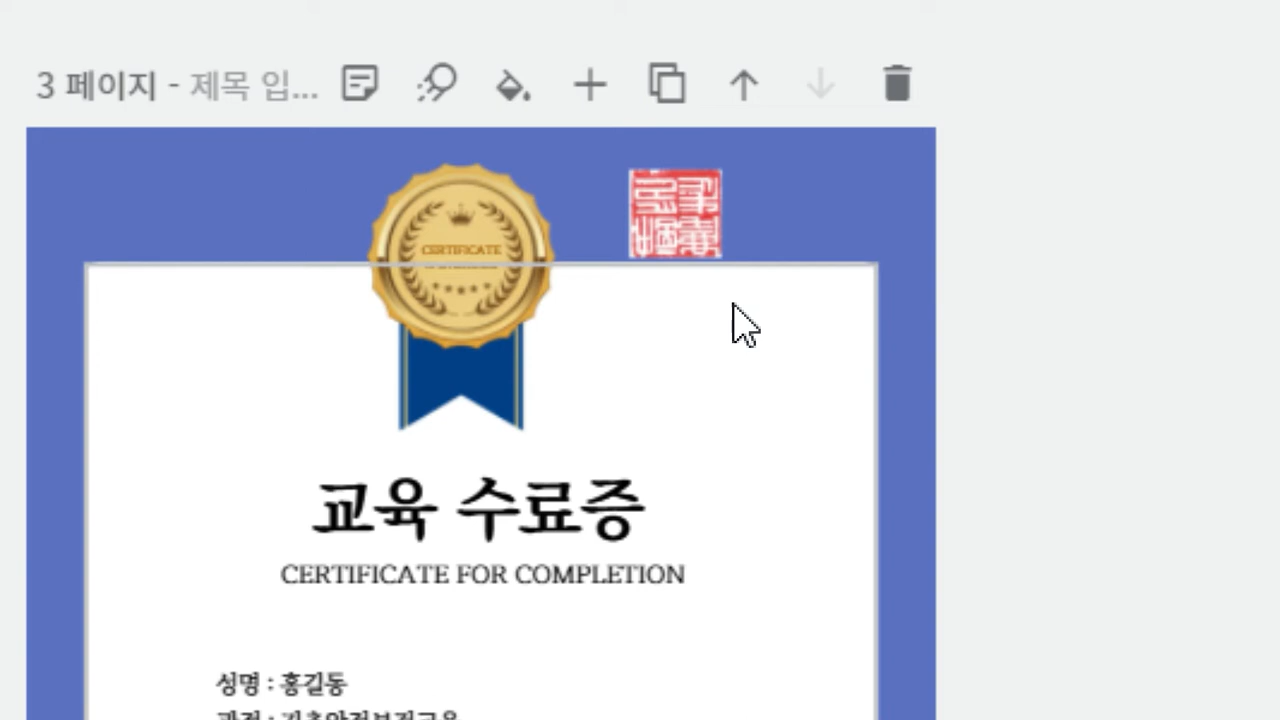 3 페이지 - 제목 입...
CERTIFICATE
교육 수료증
CERTIFICATE FOR COMPLETION
성명 : 홍길동